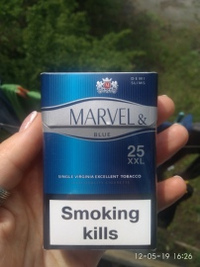 MARVEL &
BLUE
25
XXL
SINGLE VIRGINIA EXCELLENT TOBACCO
Smoking
kills
12-05-19 16:26